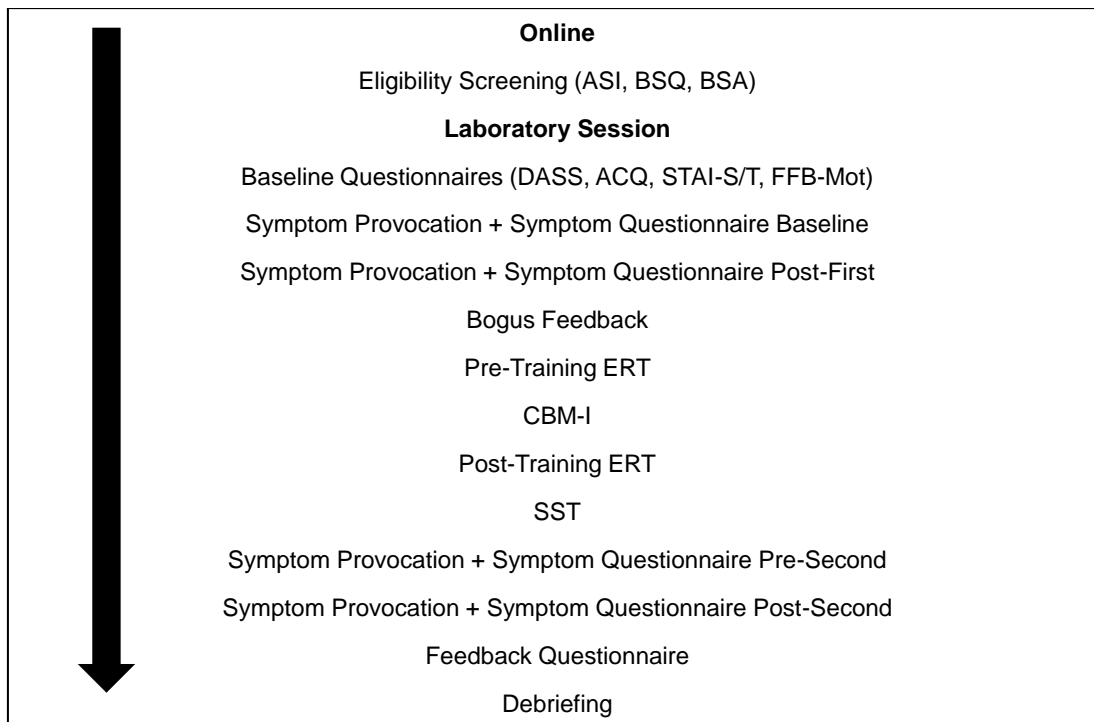 Online
Eligibility Screening (ASI, BSQ, BSA)
Laboratory Session
Baseline Questionnaires (DASS, ACQ, STAI-S/T, FFB-Mot)
Symptom Provocation + Symptom Questionnaire Baseline
Symptom Provocation + Symptom Questionnaire Post-First
Bogus Feedback
Pre-Training ERT
CBM-I
Post-Training ERT
SST
Symptom Provocation + Symptom Questionnaire Pre-Second
Symptom Provocation + Symptom Questionnaire Post-Second
Feedback Questionnaire
Debriefing